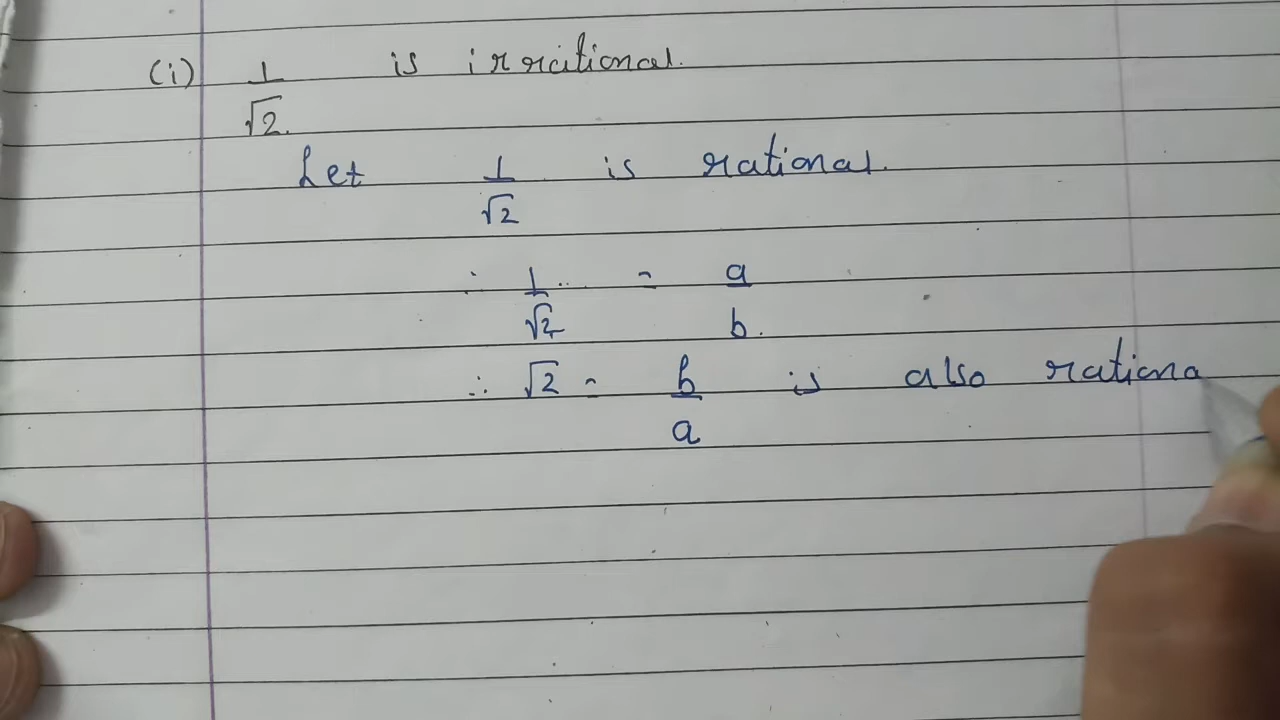 (i) 1/√2 is irrational.
Let 1/√2 is rational.
∴ 1/√2 = a/b.
∴ √2 = b/a is also rationa